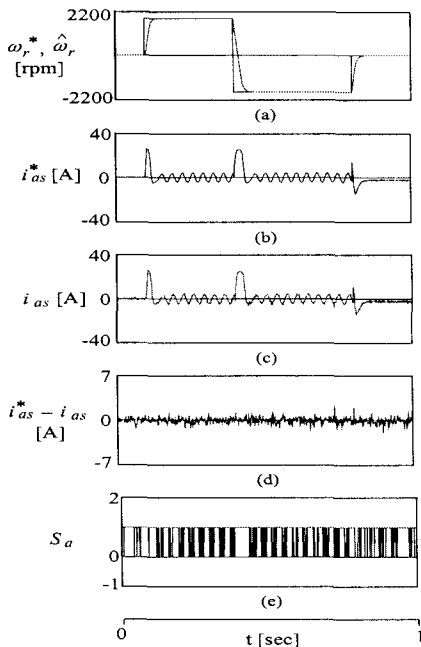 2200
ω_r^*, ω̂_r
[rpm]
-2200
(a)
40
i^*_as [A]
0
-40
(b)
40
i_as [A]
0
-40
(c)
7
i^*_as − i_as
0
[A]
-7
(d)
2
S_a
0
-1
(e)
0
1
t [sec]